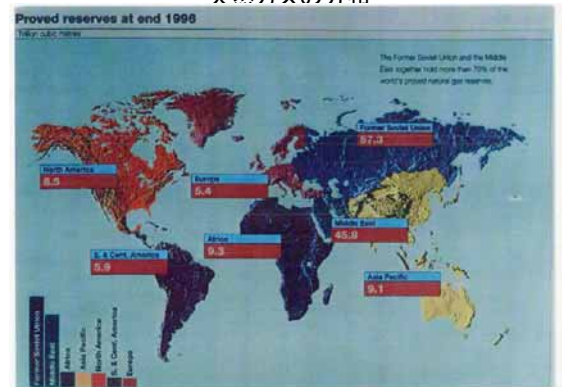 Proved reserves at end 1996
Trillion cubic metres
The Former Soviet Union and the Middle
East together hold more than 70% of the
world's proved natural gas reserves.
Former Soviet Union
57.3
North America
8.5
Europe
5.4
Middle East
45.8
Africa
9.3
S. & Cent. America
5.9
Asia Pacific
9.1
Former Soviet Union
Middle East
Africa
Asia Pacific
North America
S. & Cent. America
Europe